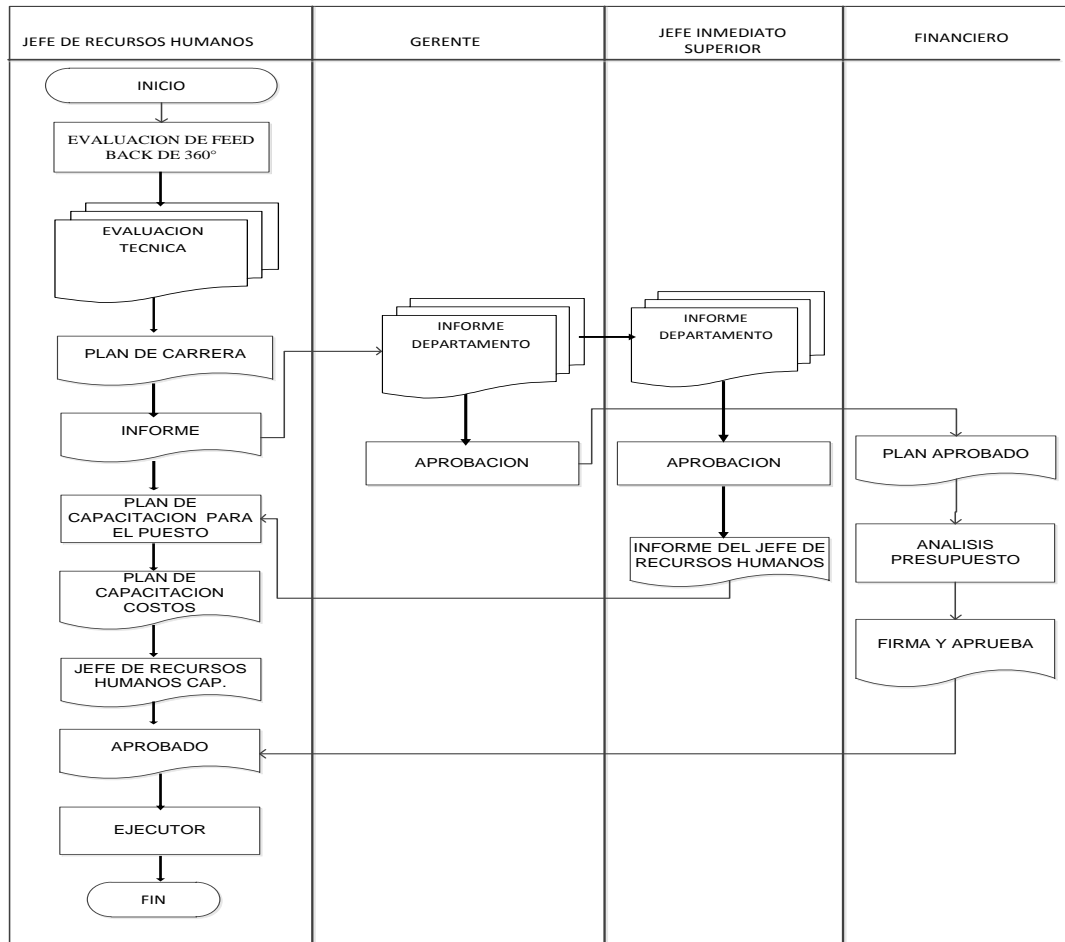 JEFE DE RECURSOS HUMANOS
GERENTE
JEFE INMEDIATO
SUPERIOR
FINANCIERO
INICIO
EVALUACION DE FEED
BACK DE 360°
EVALUACION
TECNICA
PLAN DE CARRERA
INFORME
PLAN DE
CAPACITACION PARA
EL PUESTO
PLAN DE
CAPACITACION
COSTOS
JEFE DE RECURSOS
HUMANOS CAP.
APROBADO
EJECUTOR
FIN
INFORME
DEPARTAMENTO
APROBACION
INFORME
DEPARTAMENTO
APROBACION
INFORME DEL JEFE DE
RECURSOS HUMANOS
PLAN APROBADO
ANALISIS
PRESUPUESTO
FIRMA Y APRUEBA